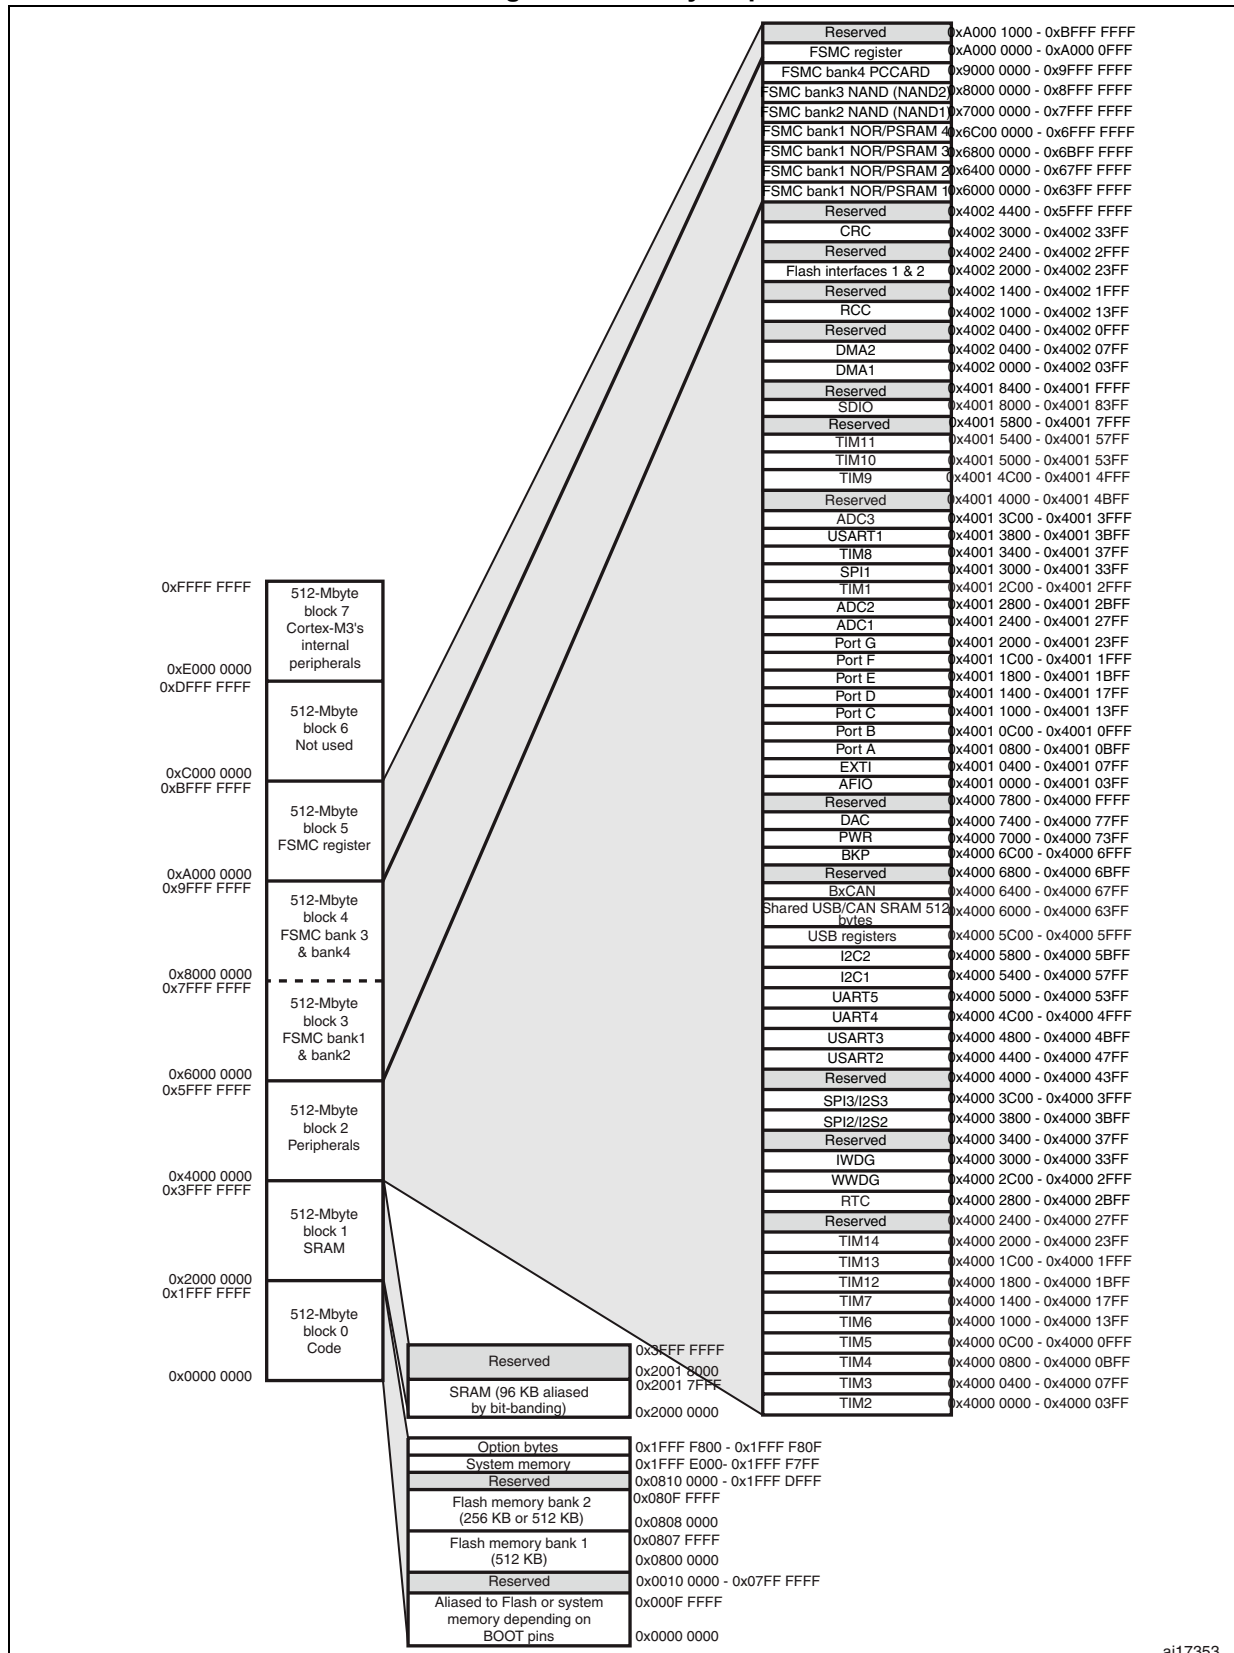 Reserved 0xA000 1000 - 0xBFFF FFFF
FSMC register 0xA000 0000 - 0xA000 0FFF
FSMC bank4 PCCARD 0x9000 0000 - 0x9FFF FFFF
FSMC bank3 NAND (NAND2) 0x8000 0000 - 0x8FFF FFFF
FSMC bank2 NAND (NAND1) 0x7000 0000 - 0x7FFF FFFF
FSMC bank1 NOR/PSRAM 4 0x6C00 0000 - 0x6FFF FFFF
FSMC bank1 NOR/PSRAM 3 0x6800 0000 - 0x6BFF FFFF
FSMC bank1 NOR/PSRAM 2 0x6400 0000 - 0x67FF FFFF
FSMC bank1 NOR/PSRAM 1 0x6000 0000 - 0x63FF FFFF
Reserved 0x4002 4400 - 0x5FFF FFFF
CRC 0x4002 3000 - 0x4002 33FF
Reserved 0x4002 2400 - 0x4002 2FFF
Flash interfaces 1 & 2 0x4002 2000 - 0x4002 23FF
Reserved 0x4002 1400 - 0x4002 1FFF
RCC 0x4002 1000 - 0x4002 13FF
Reserved 0x4002 0400 - 0x4002 0FFF
DMA2 0x4002 0400 - 0x4002 07FF
DMA1 0x4002 0000 - 0x4002 03FF
Reserved 0x4001 8400 - 0x4001 FFFF
SDIO 0x4001 8000 - 0x4001 83FF
Reserved 0x4001 5800 - 0x4001 7FFF
TIM11 0x4001 5400 - 0x4001 57FF
TIM10 0x4001 5000 - 0x4001 53FF
TIM9 0x4001 4C00 - 0x4001 4FFF
Reserved 0x4001 4000 - 0x4001 4BFF
ADC3 0x4001 3C00 - 0x4001 3FFF
USART1 0x4001 3800 - 0x4001 3BFF
TIM8 0x4001 3400 - 0x4001 37FF
SPI1 0x4001 3000 - 0x4001 33FF
TIM1 0x4001 2C00 - 0x4001 2FFF
ADC2 0x4001 2800 - 0x4001 2BFF
ADC1 0x4001 2400 - 0x4001 27FF
Port G 0x4001 2000 - 0x4001 23FF
Port F 0x4001 1C00 - 0x4001 1FFF
Port E 0x4001 1800 - 0x4001 1BFF
Port D 0x4001 1400 - 0x4001 17FF
Port C 0x4001 1000 - 0x4001 13FF
Port B 0x4001 0C00 - 0x4001 0FFF
Port A 0x4001 0800 - 0x4001 0BFF
EXTI 0x4001 0400 - 0x4001 07FF
AFIO 0x4001 0000 - 0x4001 03FF
Reserved 0x4000 7800 - 0x4000 FFFF
DAC 0x4000 7400 - 0x4000 77FF
PWR 0x4000 7000 - 0x4000 73FF
BKP 0x4000 6C00 - 0x4000 6FFF
Reserved 0x4000 6800 - 0x4000 6BFF
BxCAN 0x4000 6400 - 0x4000 67FF
Shared USB/CAN SRAM 512 0x4000 6000 - 0x4000 63FF
bytes
USB registers 0x4000 5C00 - 0x4000 5FFF
I2C2 0x4000 5800 - 0x4000 5BFF
I2C1 0x4000 5400 - 0x4000 57FF
UART5 0x4000 5000 - 0x4000 53FF
UART4 0x4000 4C00 - 0x4000 4FFF
USART3 0x4000 4800 - 0x4000 4BFF
USART2 0x4000 4400 - 0x4000 47FF
Reserved 0x4000 4000 - 0x4000 43FF
SPI3/I2S3 0x4000 3C00 - 0x4000 3FFF
SPI2/I2S2 0x4000 3800 - 0x4000 3BFF
Reserved 0x4000 3400 - 0x4000 37FF
IWDG 0x4000 3000 - 0x4000 33FF
WWDG 0x4000 2C00 - 0x4000 2FFF
RTC 0x4000 2800 - 0x4000 2BFF
Reserved 0x4000 2400 - 0x4000 27FF
TIM14 0x4000 2000 - 0x4000 23FF
TIM13 0x4000 1C00 - 0x4000 1FFF
TIM12 0x4000 1800 - 0x4000 1BFF
TIM7 0x4000 1400 - 0x4000 17FF
TIM6 0x4000 1000 - 0x4000 13FF
TIM5 0x4000 0C00 - 0x4000 0FFF
TIM4 0x4000 0800 - 0x4000 0BFF
TIM3 0x4000 0400 - 0x4000 07FF
TIM2 0x4000 0000 - 0x4000 03FF
0xFFFF FFFF
512-Mbyte
block 7
Cortex-M3's
internal
peripherals
0xE000 0000
0xDFFF FFFF
512-Mbyte
block 6
Not used
0xC000 0000
0xBFFF FFFF
512-Mbyte
block 5
FSMC register
0xA000 0000
0x9FFF FFFF
512-Mbyte
block 4
FSMC bank 3
& bank4
0x8000 0000
0x7FFF FFFF
512-Mbyte
block 3
FSMC bank1
& bank2
0x6000 0000
0x5FFF FFFF
512-Mbyte
block 2
Peripherals
0x4000 0000
0x3FFF FFFF
512-Mbyte
block 1
SRAM
0x2000 0000
0x1FFF FFFF
512-Mbyte
block 0
Code
0x0000 0000
0x3FFF FFFF
Reserved
0x2001 8000
0x2001 7FFF
SRAM (96 KB aliased
by bit-banding)
0x2000 0000
Option bytes 0x1FFF F800 - 0x1FFF F80F
System memory 0x1FFF E000- 0x1FFF F7FF
Reserved 0x0810 0000 - 0x1FFF DFFF
0x080F FFFF
Flash memory bank 2
(256 KB or 512 KB)
0x0808 0000
0x0807 FFFF
Flash memory bank 1
(512 KB)
0x0800 0000
Reserved 0x0010 0000 - 0x07FF FFFF
Aliased to Flash or system 0x000F FFFF
memory depending on
BOOT pins 0x0000 0000
ai17353